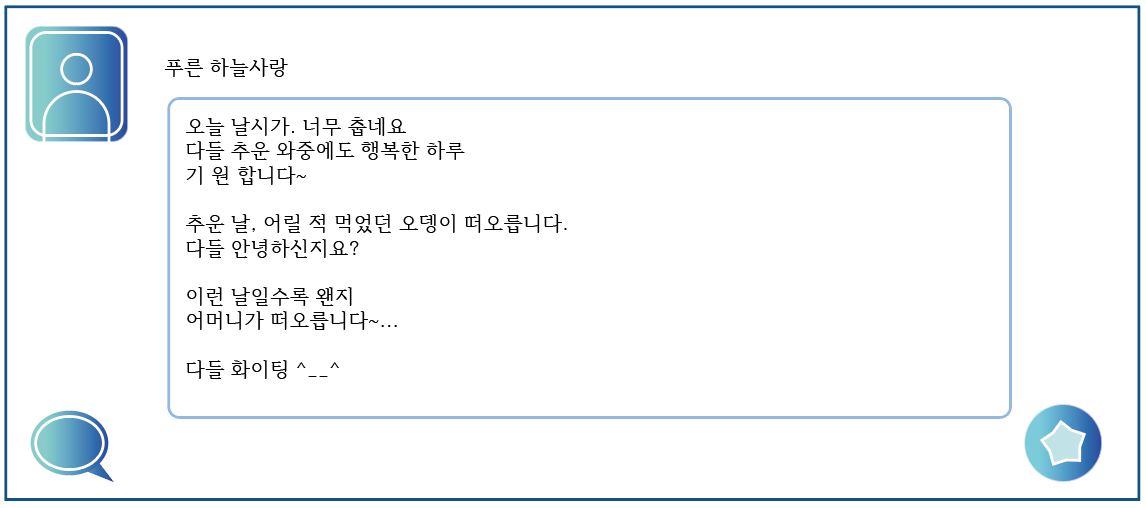 푸른 하늘사랑
오늘 날시가. 너무 춥네요
다들 추운 와중에도 행복한 하루
기 원 합니다~
추운 날, 어릴 적 먹었던 오뎅이 떠오릅니다.
다들 안녕하신지요?
이런 날일수록 왠지
어머니가 떠오릅니다~...
다들 화이팅 ^__^